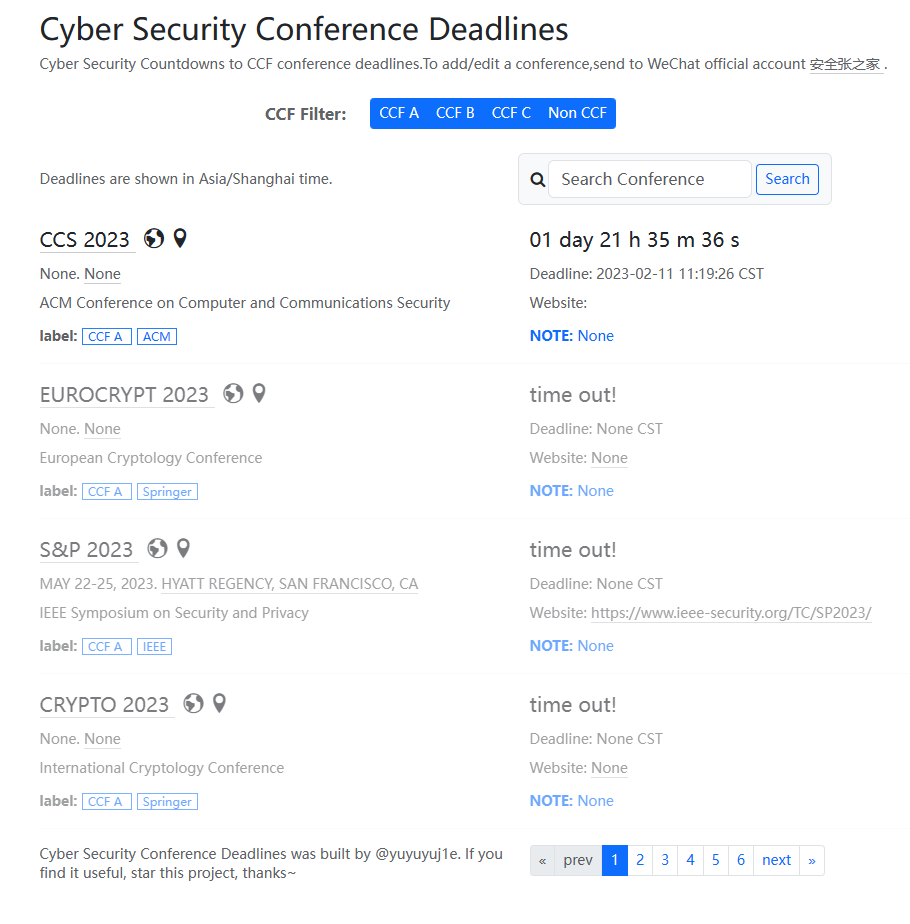 Cyber Security Conference Deadlines
Cyber Security Countdowns to CCF conference deadlines.To add/edit a conference,send to WeChat official account 安全张之家 .
CCF Filter: CCF A CCF B CCF C Non CCF
Deadlines are shown in Asia/Shanghai time.
Search Conference Search
CCS 2023
01 day 21 h 35 m 36 s
None. None
Deadline: 2023-02-11 11:19:26 CST
ACM Conference on Computer and Communications Security
Website:
label: CCF A ACM
NOTE: None
EUROCRYPT 2023
time out!
None. None
Deadline: None CST
European Cryptology Conference
Website: None
label: CCF A Springer
NOTE: None
S&P 2023
time out!
MAY 22-25, 2023. HYATT REGENCY, SAN FRANCISCO, CA
Deadline: None CST
IEEE Symposium on Security and Privacy
Website: https://www.ieee-security.org/TC/SP2023/
label: CCF A IEEE
NOTE: None
CRYPTO 2023
time out!
None. None
Deadline: None CST
International Cryptology Conference
Website: None
label: CCF A Springer
NOTE: None
Cyber Security Conference Deadlines was built by @yuyuyuj1e. If you
find it useful, star this project, thanks~
« prev 1 2 3 4 5 6 next »